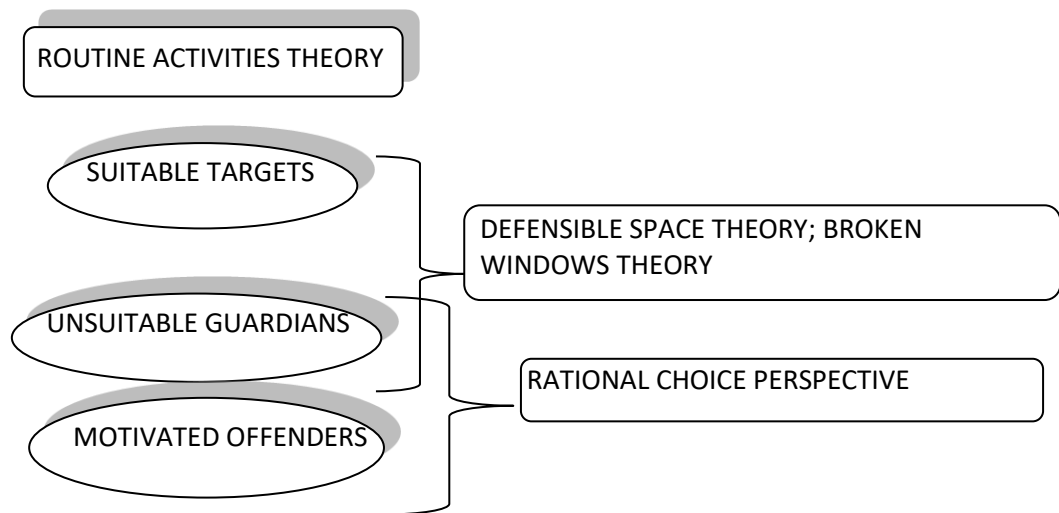 ROUTINE ACTIVITIES THEORY
SUITABLE TARGETS
DEFENSIBLE SPACE THEORY; BROKEN
WINDOWS THEORY
UNSUITABLE GUARDIANS
RATIONAL CHOICE PERSPECTIVE
MOTIVATED OFFENDERS